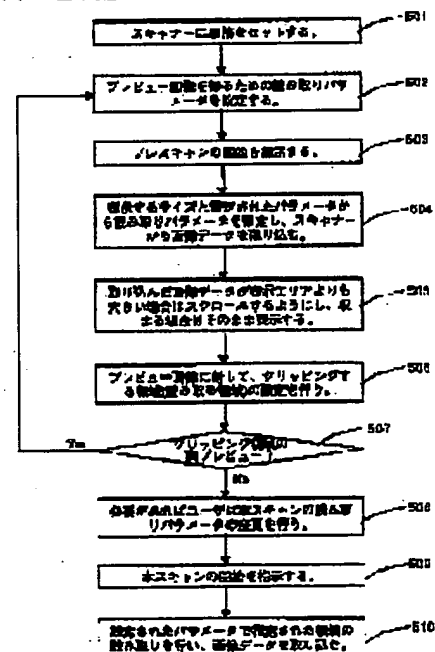 501
スキャナーに原稿をセットする。
502
プレビュー画像を得るための読み取りパラ
メータを設定する。
503
プレスキャンの開始を指示する。
504
表示するサイズと設定されたパラメータか
ら読み取りパラメータを設定し、スキャナー
から画像データを取り込む。
505
取り込んだ画像データが表示エリアよりも
大きい場合はスクロールするようにし、収
まる場合はそのまま表示する。
506
プレビュー画像に対して、クリッピングす
る領域(読み取る領域)の設定を行う。
507
クリッピング領域の
再プレビュー?
Yes
No
508
必要があればユーザは本スキャンの読み取
りパラメータの変更を行う。
509
本スキャンの開始を指示する。
510
設定されたパラメータで指定された領域の
読み取りを行い、画像データを取り込む。